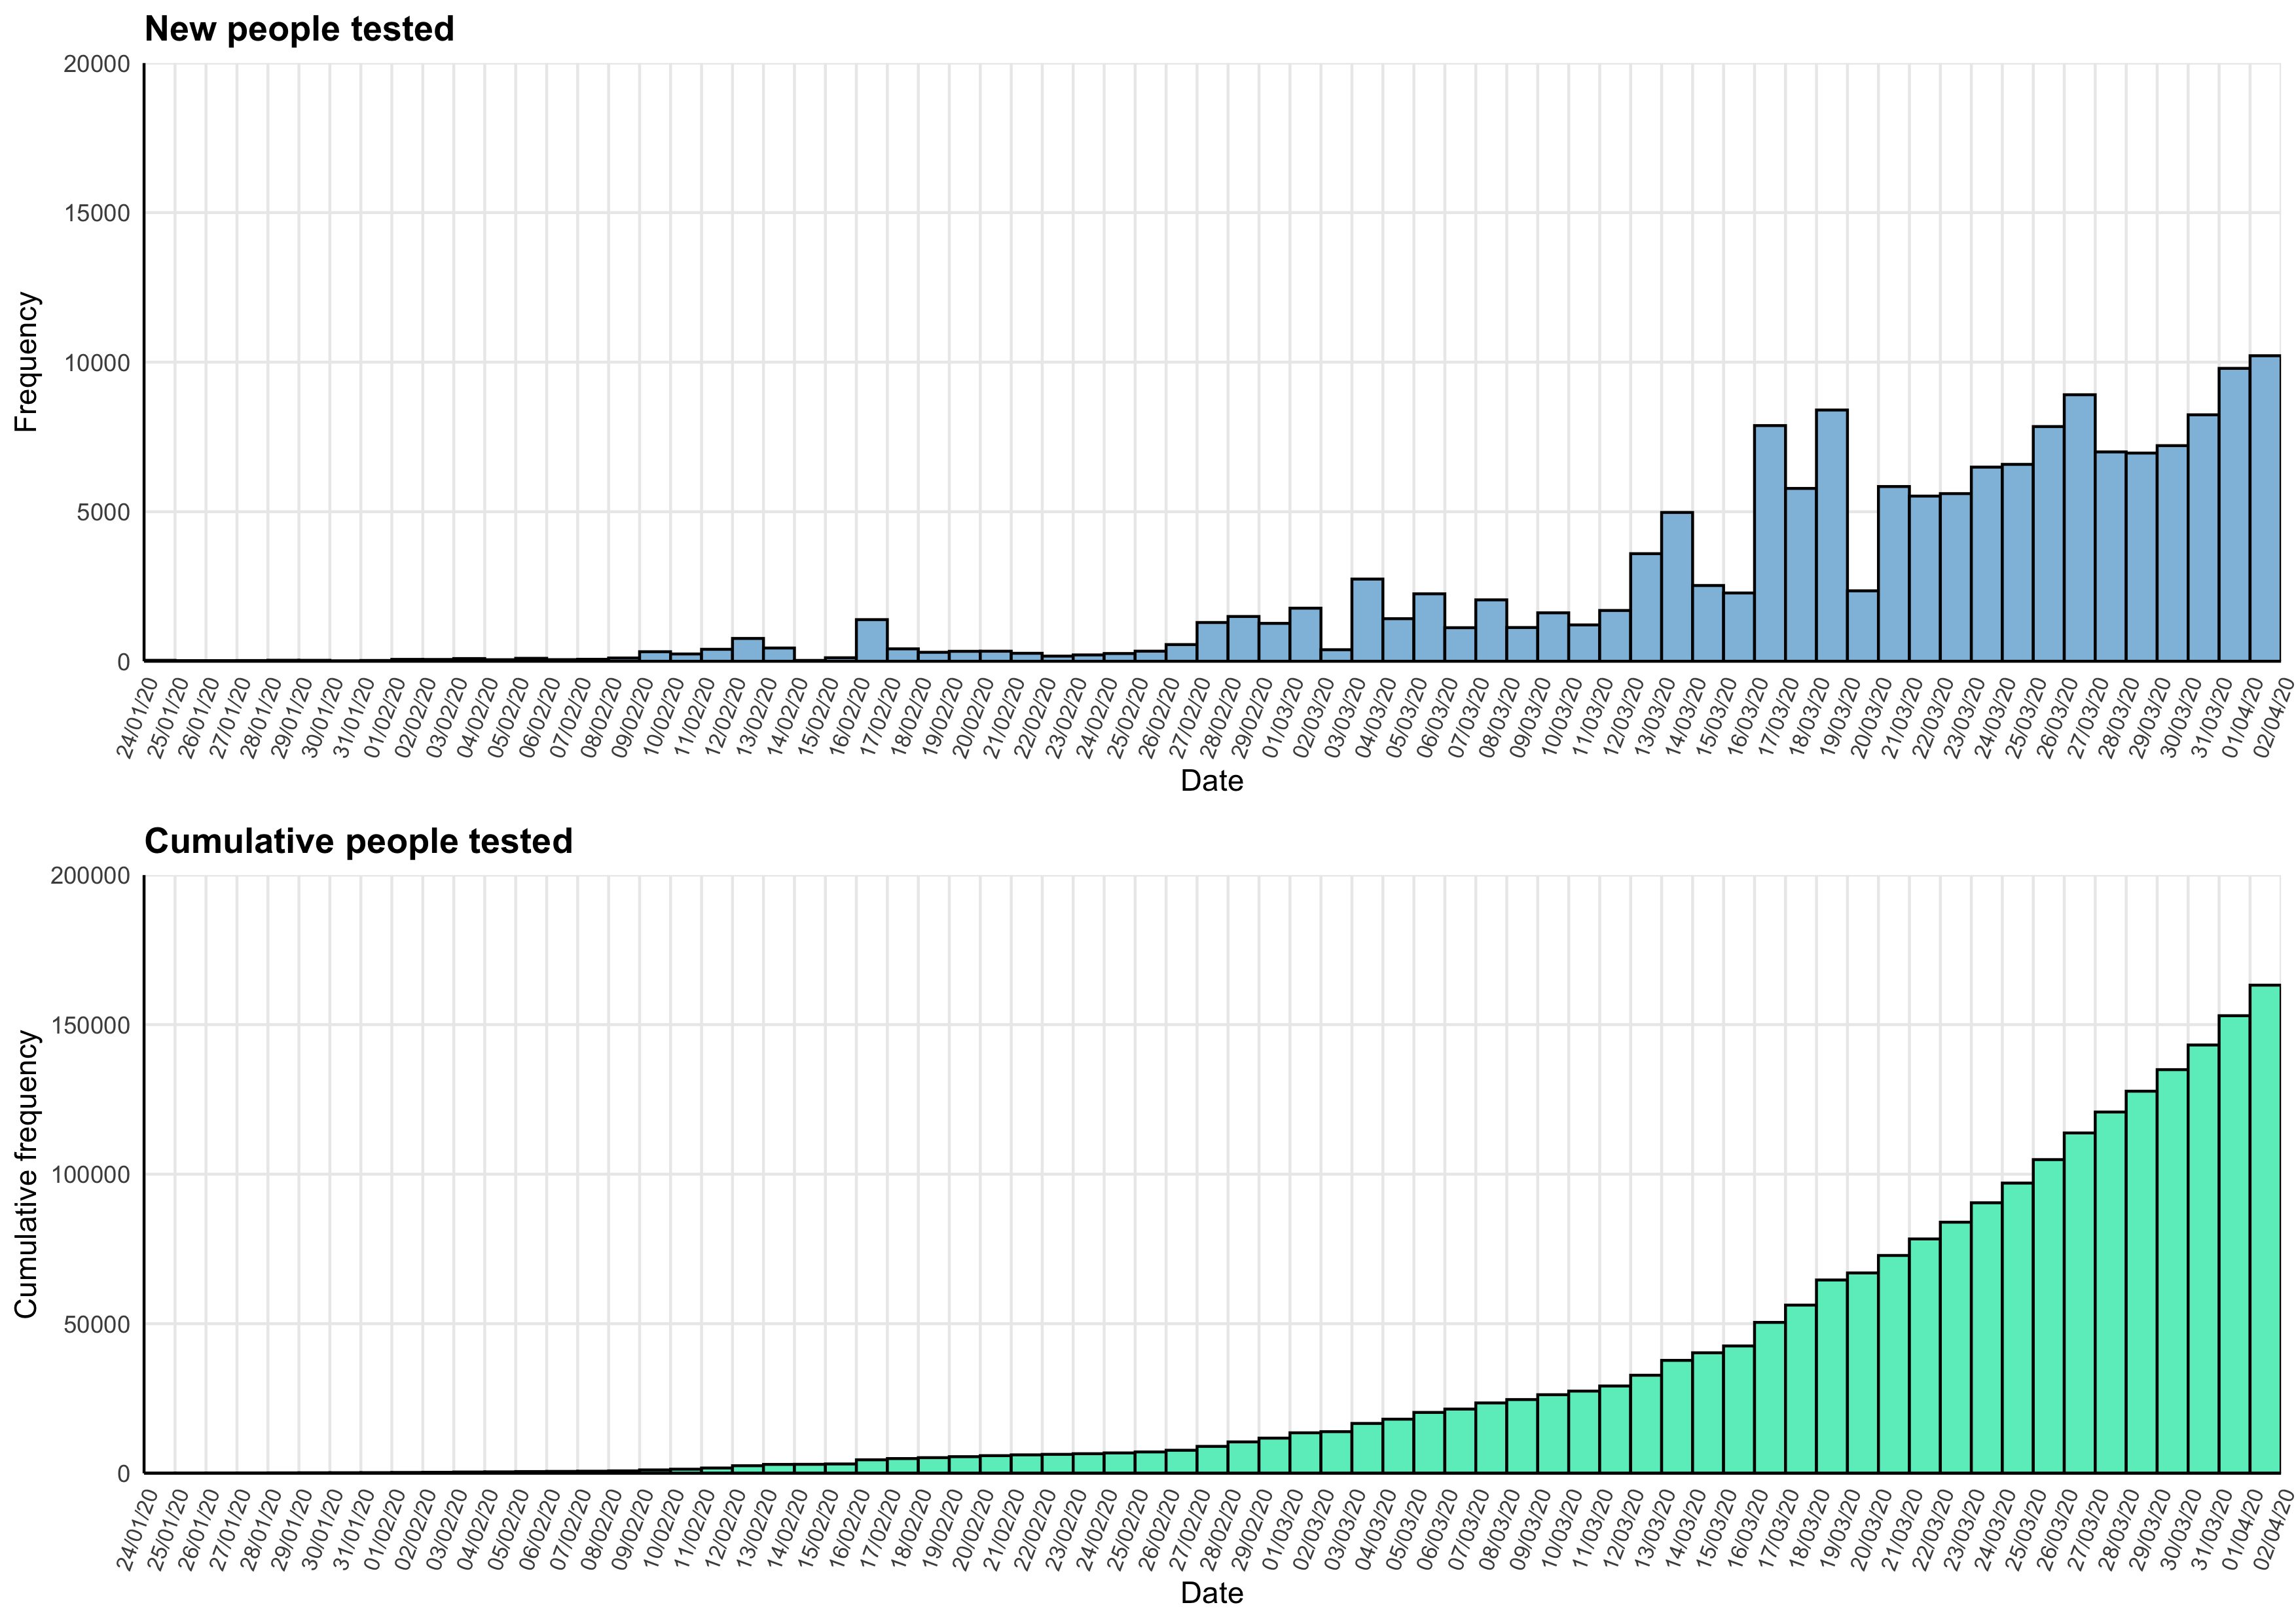 New people tested
20000
15000
10000
5000
0
Frequency
24/01/20 25/01/20 26/01/20 27/01/20 28/01/20 29/01/20 30/01/20 31/01/20 01/02/20 02/02/20 03/02/20 04/02/20 05/02/20 06/02/20 07/02/20 08/02/20 09/02/20 10/02/20 11/02/20 12/02/20 13/02/20 14/02/20 15/02/20 16/02/20 17/02/20 18/02/20 19/02/20 20/02/20 21/02/20 22/02/20 23/02/20 24/02/20 25/02/20 26/02/20 27/02/20 28/02/20 29/02/20 01/03/20 02/03/20 03/03/20 04/03/20 05/03/20 06/03/20 07/03/20 08/03/20 09/03/20 10/03/20 11/03/20 12/03/20 13/03/20 14/03/20 15/03/20 16/03/20 17/03/20 18/03/20 19/03/20 20/03/20 21/03/20 22/03/20 23/03/20 24/03/20 25/03/20 26/03/20 27/03/20 28/03/20 29/03/20 30/03/20 31/03/20 01/04/20 02/04/20
Date
Cumulative people tested
200000
150000
100000
50000
0
Cumulative frequency
24/01/20 25/01/20 26/01/20 27/01/20 28/01/20 29/01/20 30/01/20 31/01/20 01/02/20 02/02/20 03/02/20 04/02/20 05/02/20 06/02/20 07/02/20 08/02/20 09/02/20 10/02/20 11/02/20 12/02/20 13/02/20 14/02/20 15/02/20 16/02/20 17/02/20 18/02/20 19/02/20 20/02/20 21/02/20 22/02/20 23/02/20 24/02/20 25/02/20 26/02/20 27/02/20 28/02/20 29/02/20 01/03/20 02/03/20 03/03/20 04/03/20 05/03/20 06/03/20 07/03/20 08/03/20 09/03/20 10/03/20 11/03/20 12/03/20 13/03/20 14/03/20 15/03/20 16/03/20 17/03/20 18/03/20 19/03/20 20/03/20 21/03/20 22/03/20 23/03/20 24/03/20 25/03/20 26/03/20 27/03/20 28/03/20 29/03/20 30/03/20 31/03/20 01/04/20 02/04/20
Date